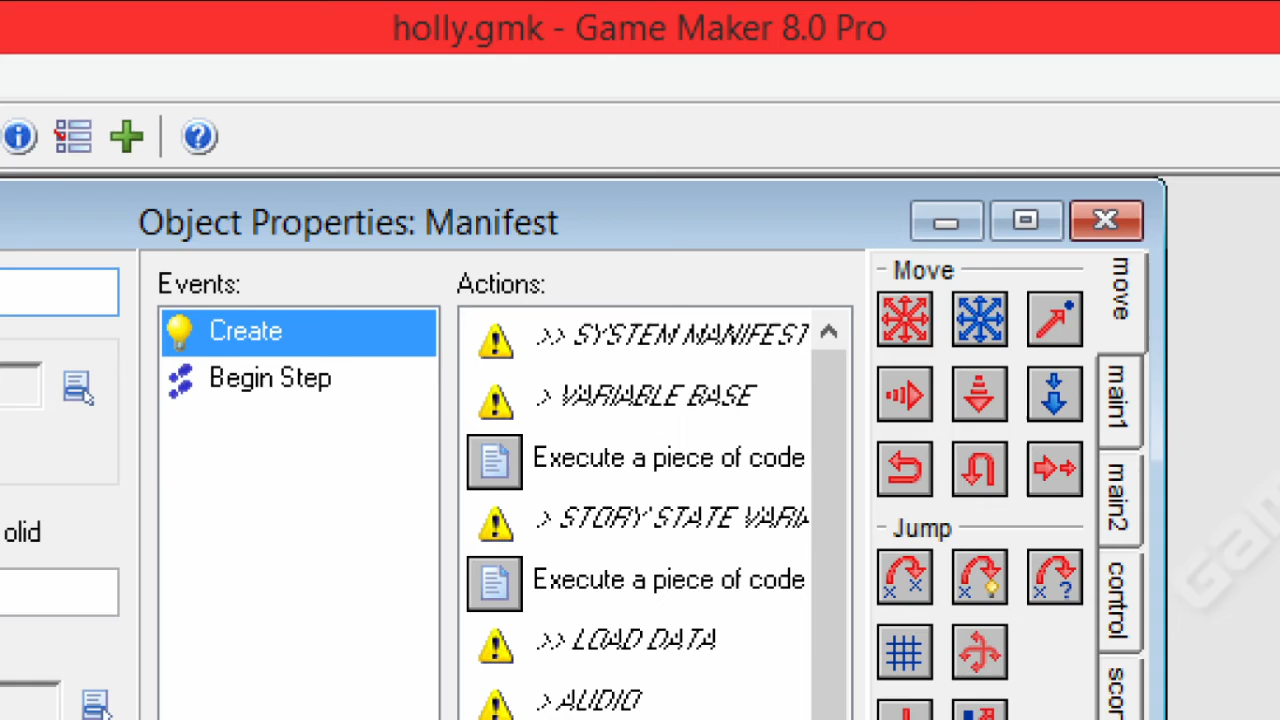 holly.gmk - Game Maker 8.0 Pro
Object Properties: Manifest
Events:
Create
Begin Step
Actions:
>> SYSTEM MANIFEST
> VARIABLE BASE
Execute a piece of code
> STORY STATE VARIA
Execute a piece of code
>> LOAD DATA
> AUDIO
Move
Jump
move
main1
main2
control
scor
olid
gam